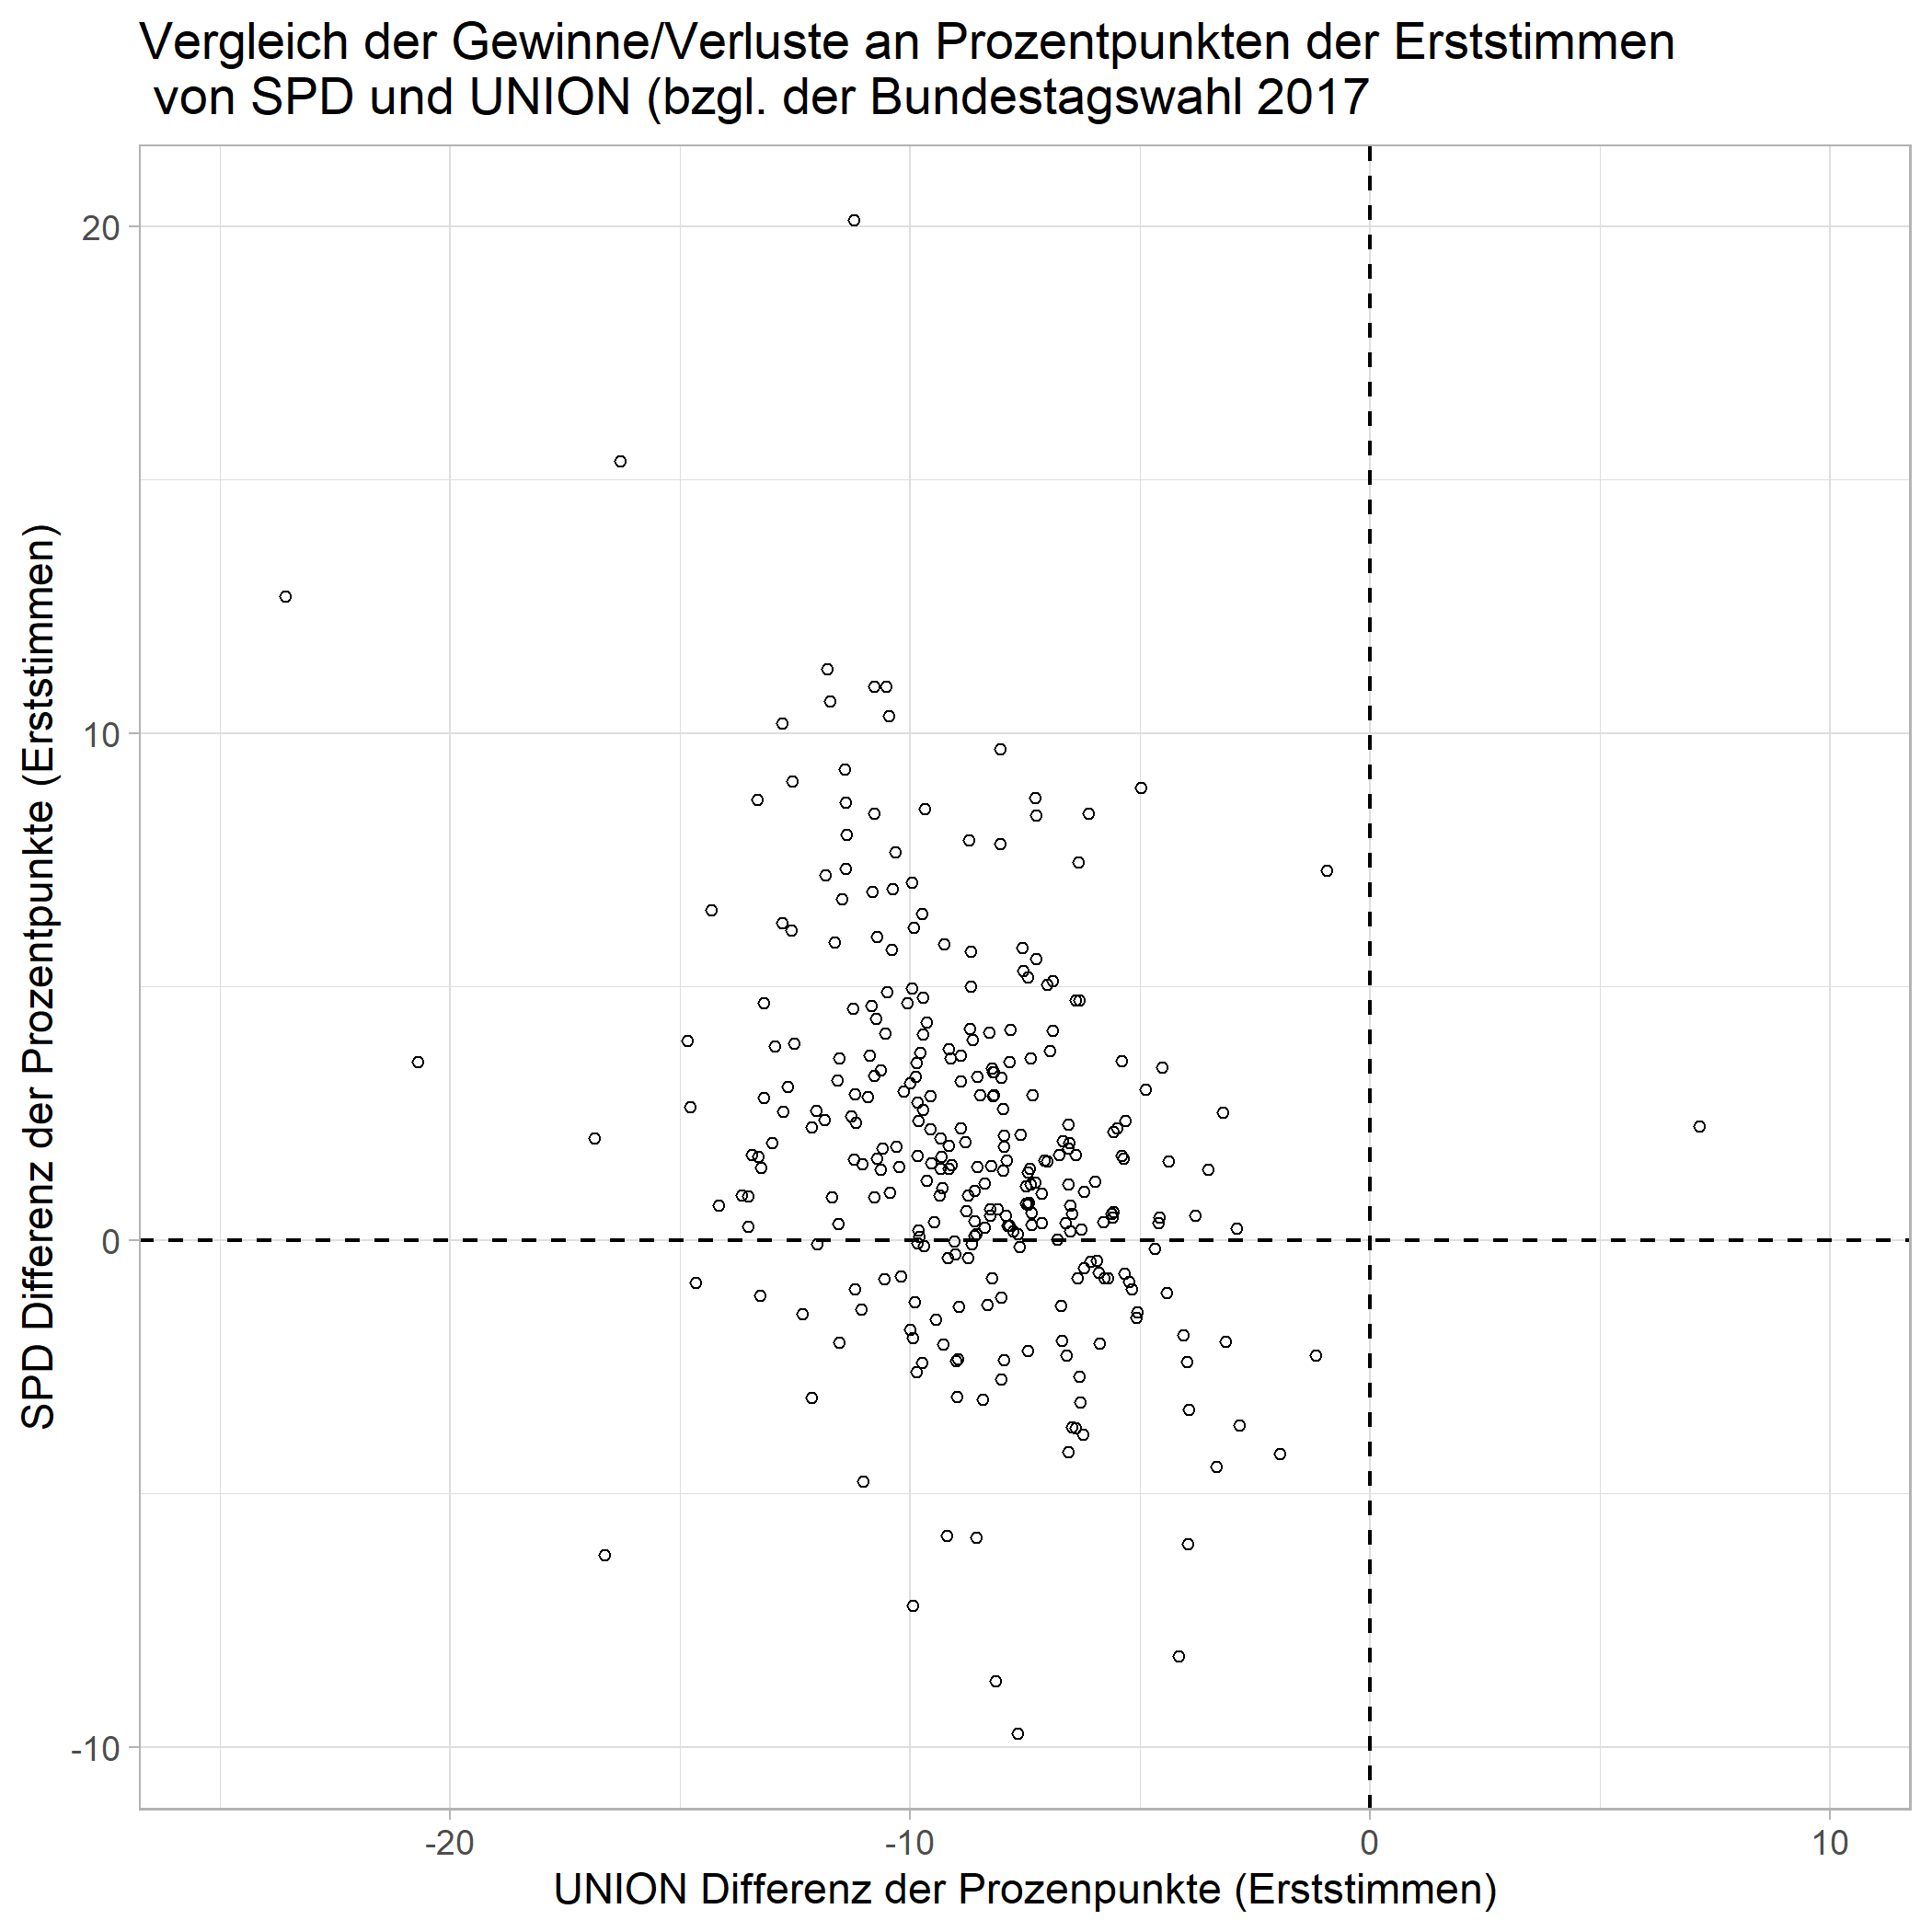 Vergleich der Gewinne/Verluste an Prozentpunkten der Erststimmen
von SPD und UNION (bzgl. der Bundestagswahl 2017
SPD Differenz der Prozentpunkte (Erststimmen)
20
10
0
-10
-20
-10
0
10
UNION Differenz der Prozenpunkte (Erststimmen)